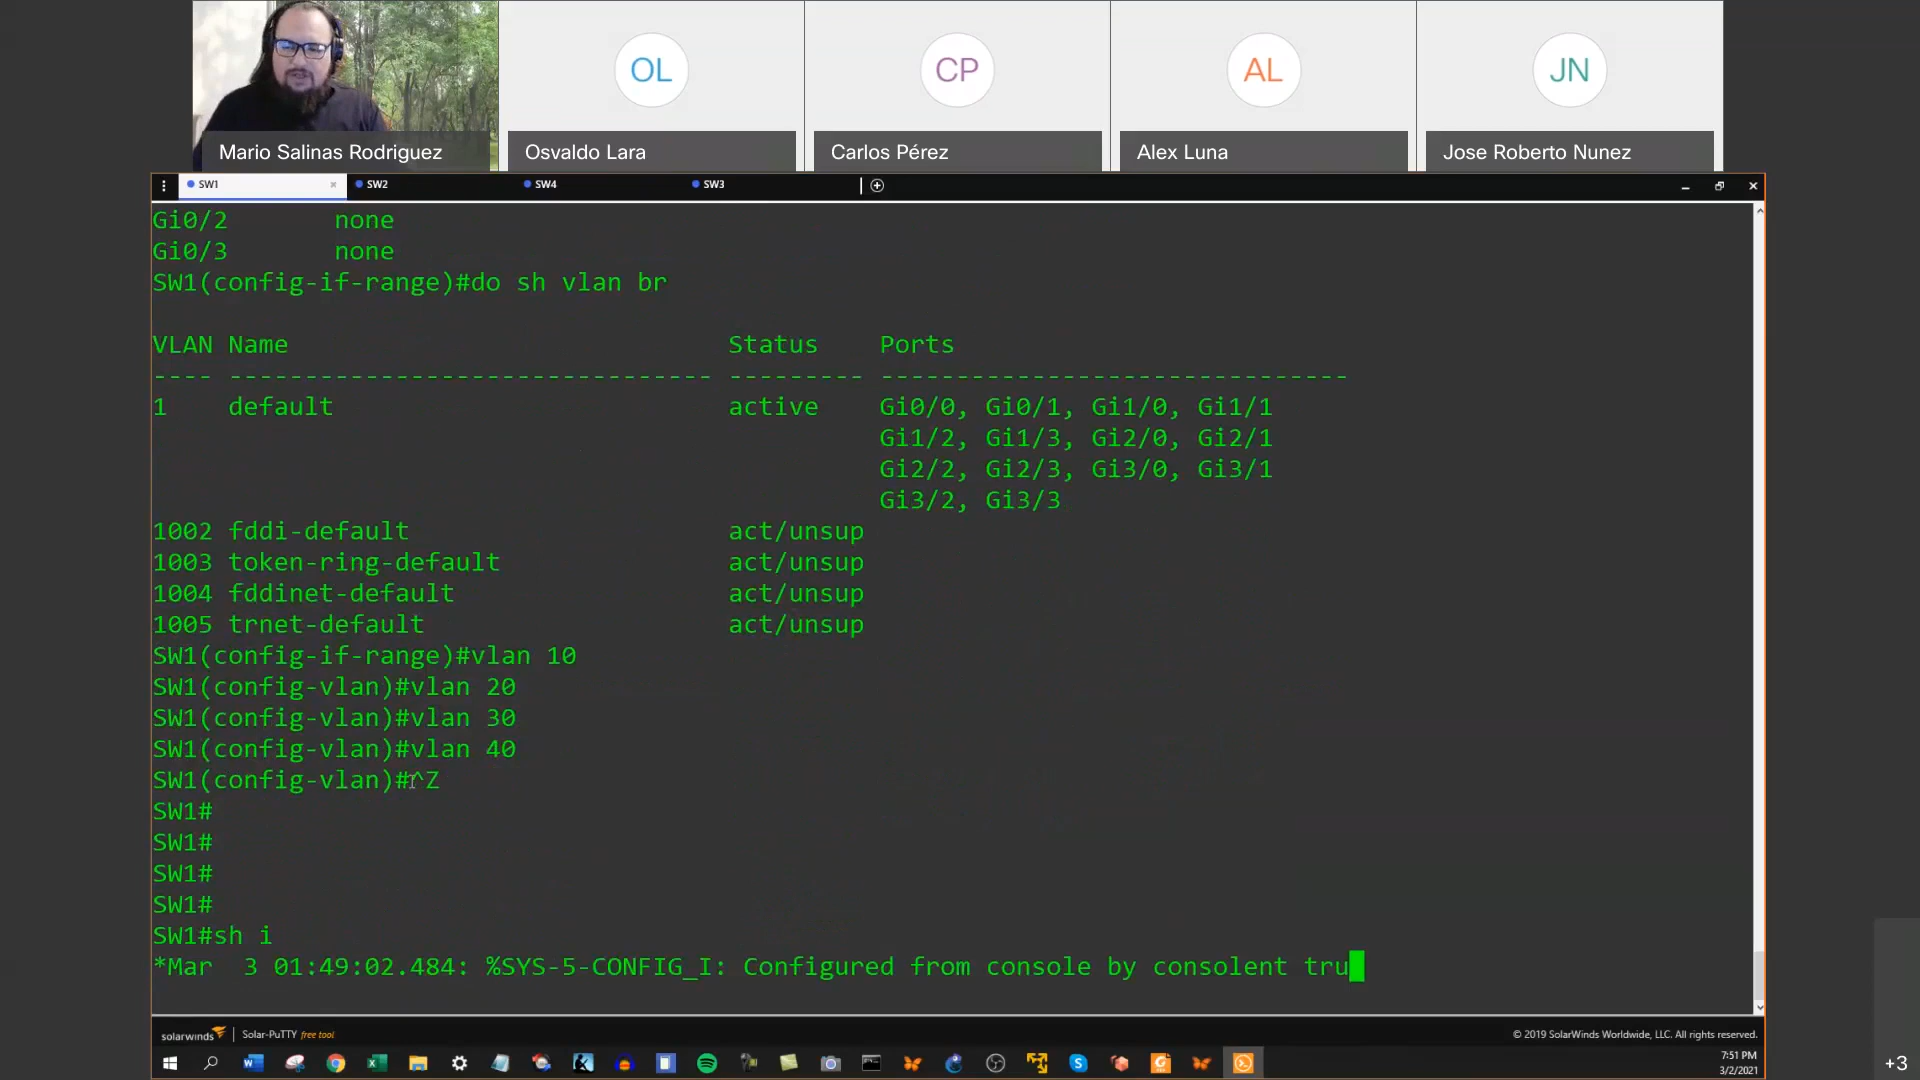 OL
CP
AL
JN
Mario Salinas Rodriguez
Osvaldo Lara
Carlos Pérez
Alex Luna
Jose Roberto Nunez
SW1
SW2
SW4
SW3
Gi0/2 none
Gi0/3 none
SW1(config-if-range)#do sh vlan br
VLAN Name Status Ports
---- -------------------------------- --------- -------------------------------
1 default active Gi0/0, Gi0/1, Gi1/0, Gi1/1
Gi1/2, Gi1/3, Gi2/0, Gi2/1
Gi2/2, Gi2/3, Gi3/0, Gi3/1
Gi3/2, Gi3/3
1002 fddi-default act/unsup
1003 token-ring-default act/unsup
1004 fddinet-default act/unsup
1005 trnet-default act/unsup
SW1(config-if-range)#vlan 10
SW1(config-vlan)#vlan 20
SW1(config-vlan)#vlan 30
SW1(config-vlan)#vlan 40
SW1(config-vlan)#^Z
SW1#
SW1#
SW1#
SW1#
SW1#sh i
*Mar 3 01:49:02.484: %SYS-5-CONFIG_I: Configured from console by consolent tru
solarwinds Solar-PuTTY free tool
© 2019 SolarWinds Worldwide, LLC. All rights reserved.
7:51 PM
3/2/2021
+3